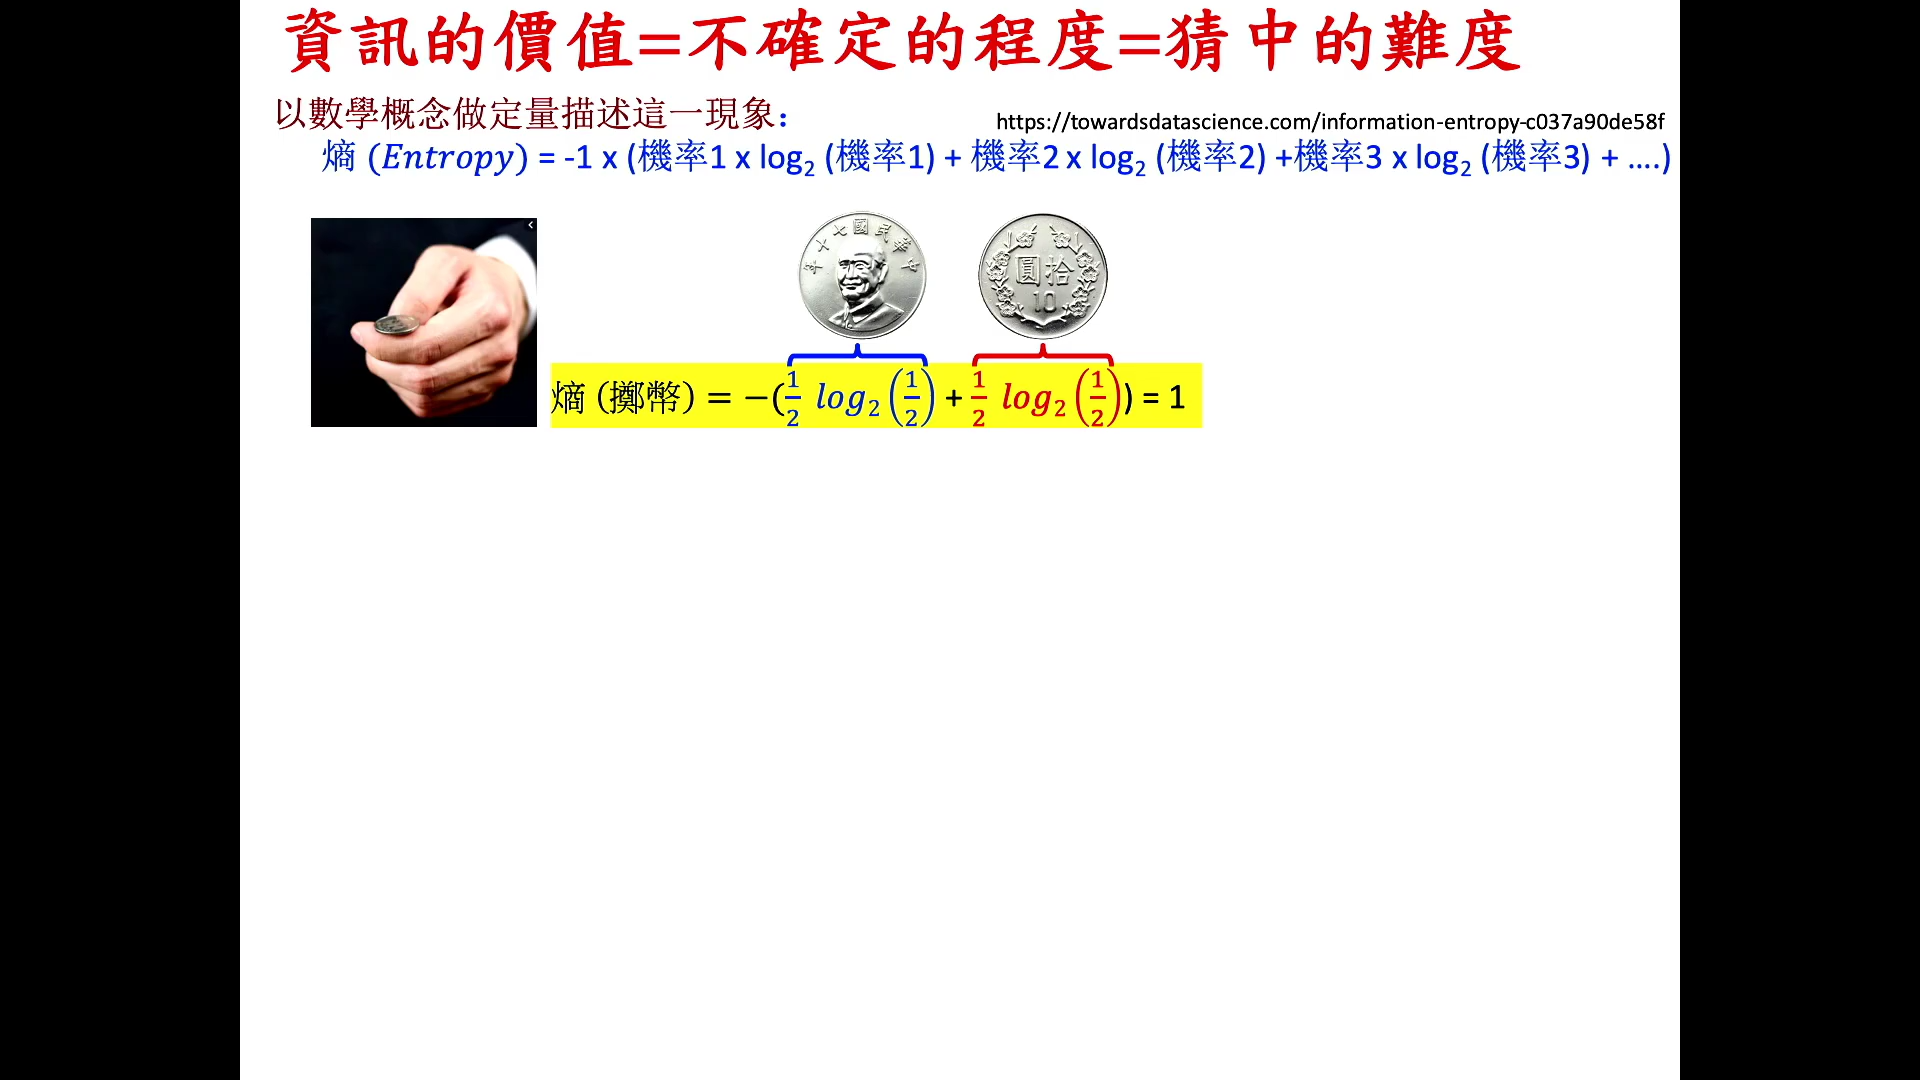 資訊的價值=不確定的程度=猜中的難度
以數學概念做定量描述這一現象:
https://towardsdatascience.com/information-entropy-c037a90de58f
熵 (Entropy) = -1 x (機率1 x log₂ (機率1) + 機率2 x log₂ (機率2) +機率3 x log₂ (機率3) + ….)
年十七國民華中
圓拾
10
熵 (擲幣) = −(1/2 log₂(1/2) + 1/2 log₂(1/2)) = 1